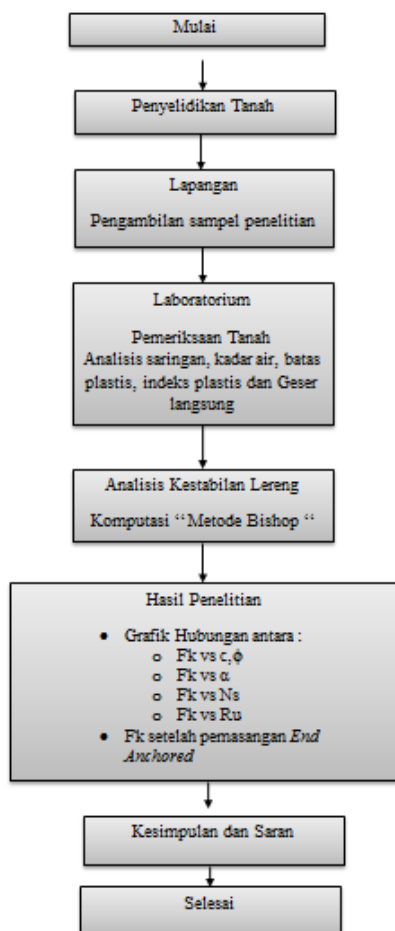 Mulai
Penyelidikan Tanah
Lapangan
Pengambilan sampel penelitian
Laboratorium
Pemeriksaan Tanah
Analisis saringan, kadar air, batas
plastis, indeks plastis dan Geser
langsung
Analisis Kestabilan Lereng
Komputasi “Metode Bishop “
Hasil Penelitian
● Grafik Hubungan antara :
o Fk vs c,ϕ
o Fk vs α
o Fk vs Ns
o Fk vs Ru
● Fk setelah pemasangan End
Anchored
Kesimpulan dan Saran
Selesai